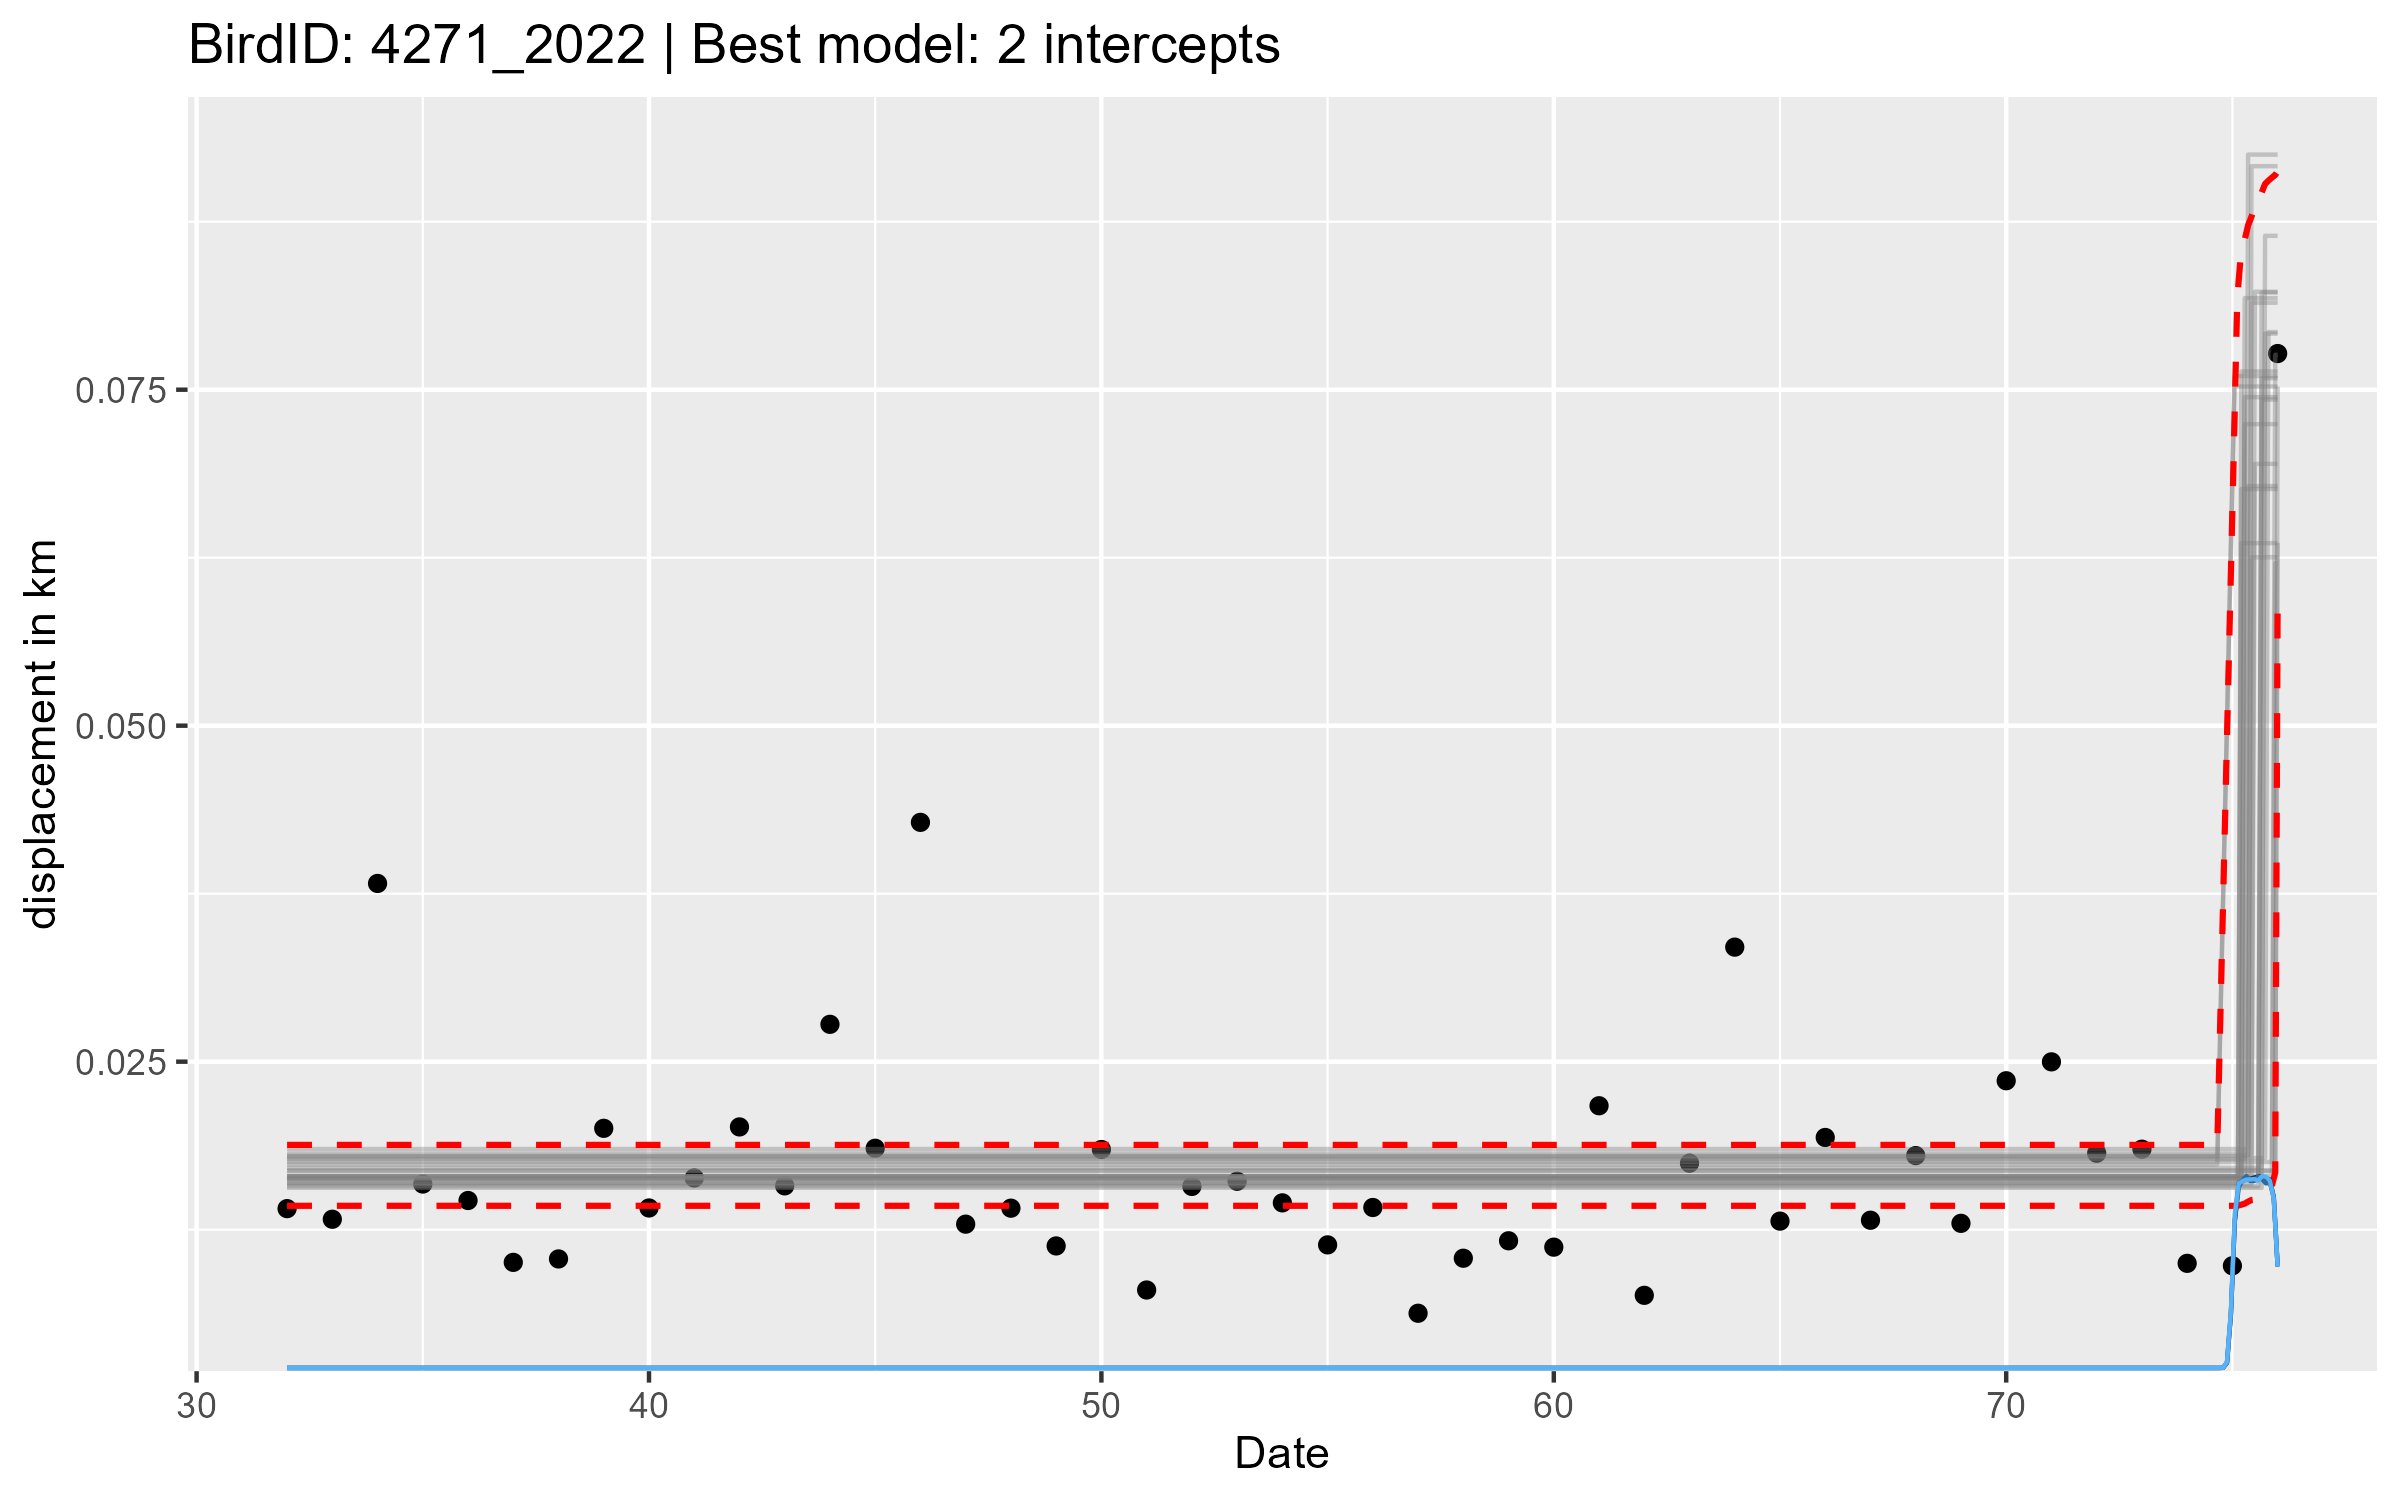 BirdID: 4271_2022 | Best model: 2 intercepts
displacement in km
0.075
0.050
0.025
30 40 50 60 70
Date